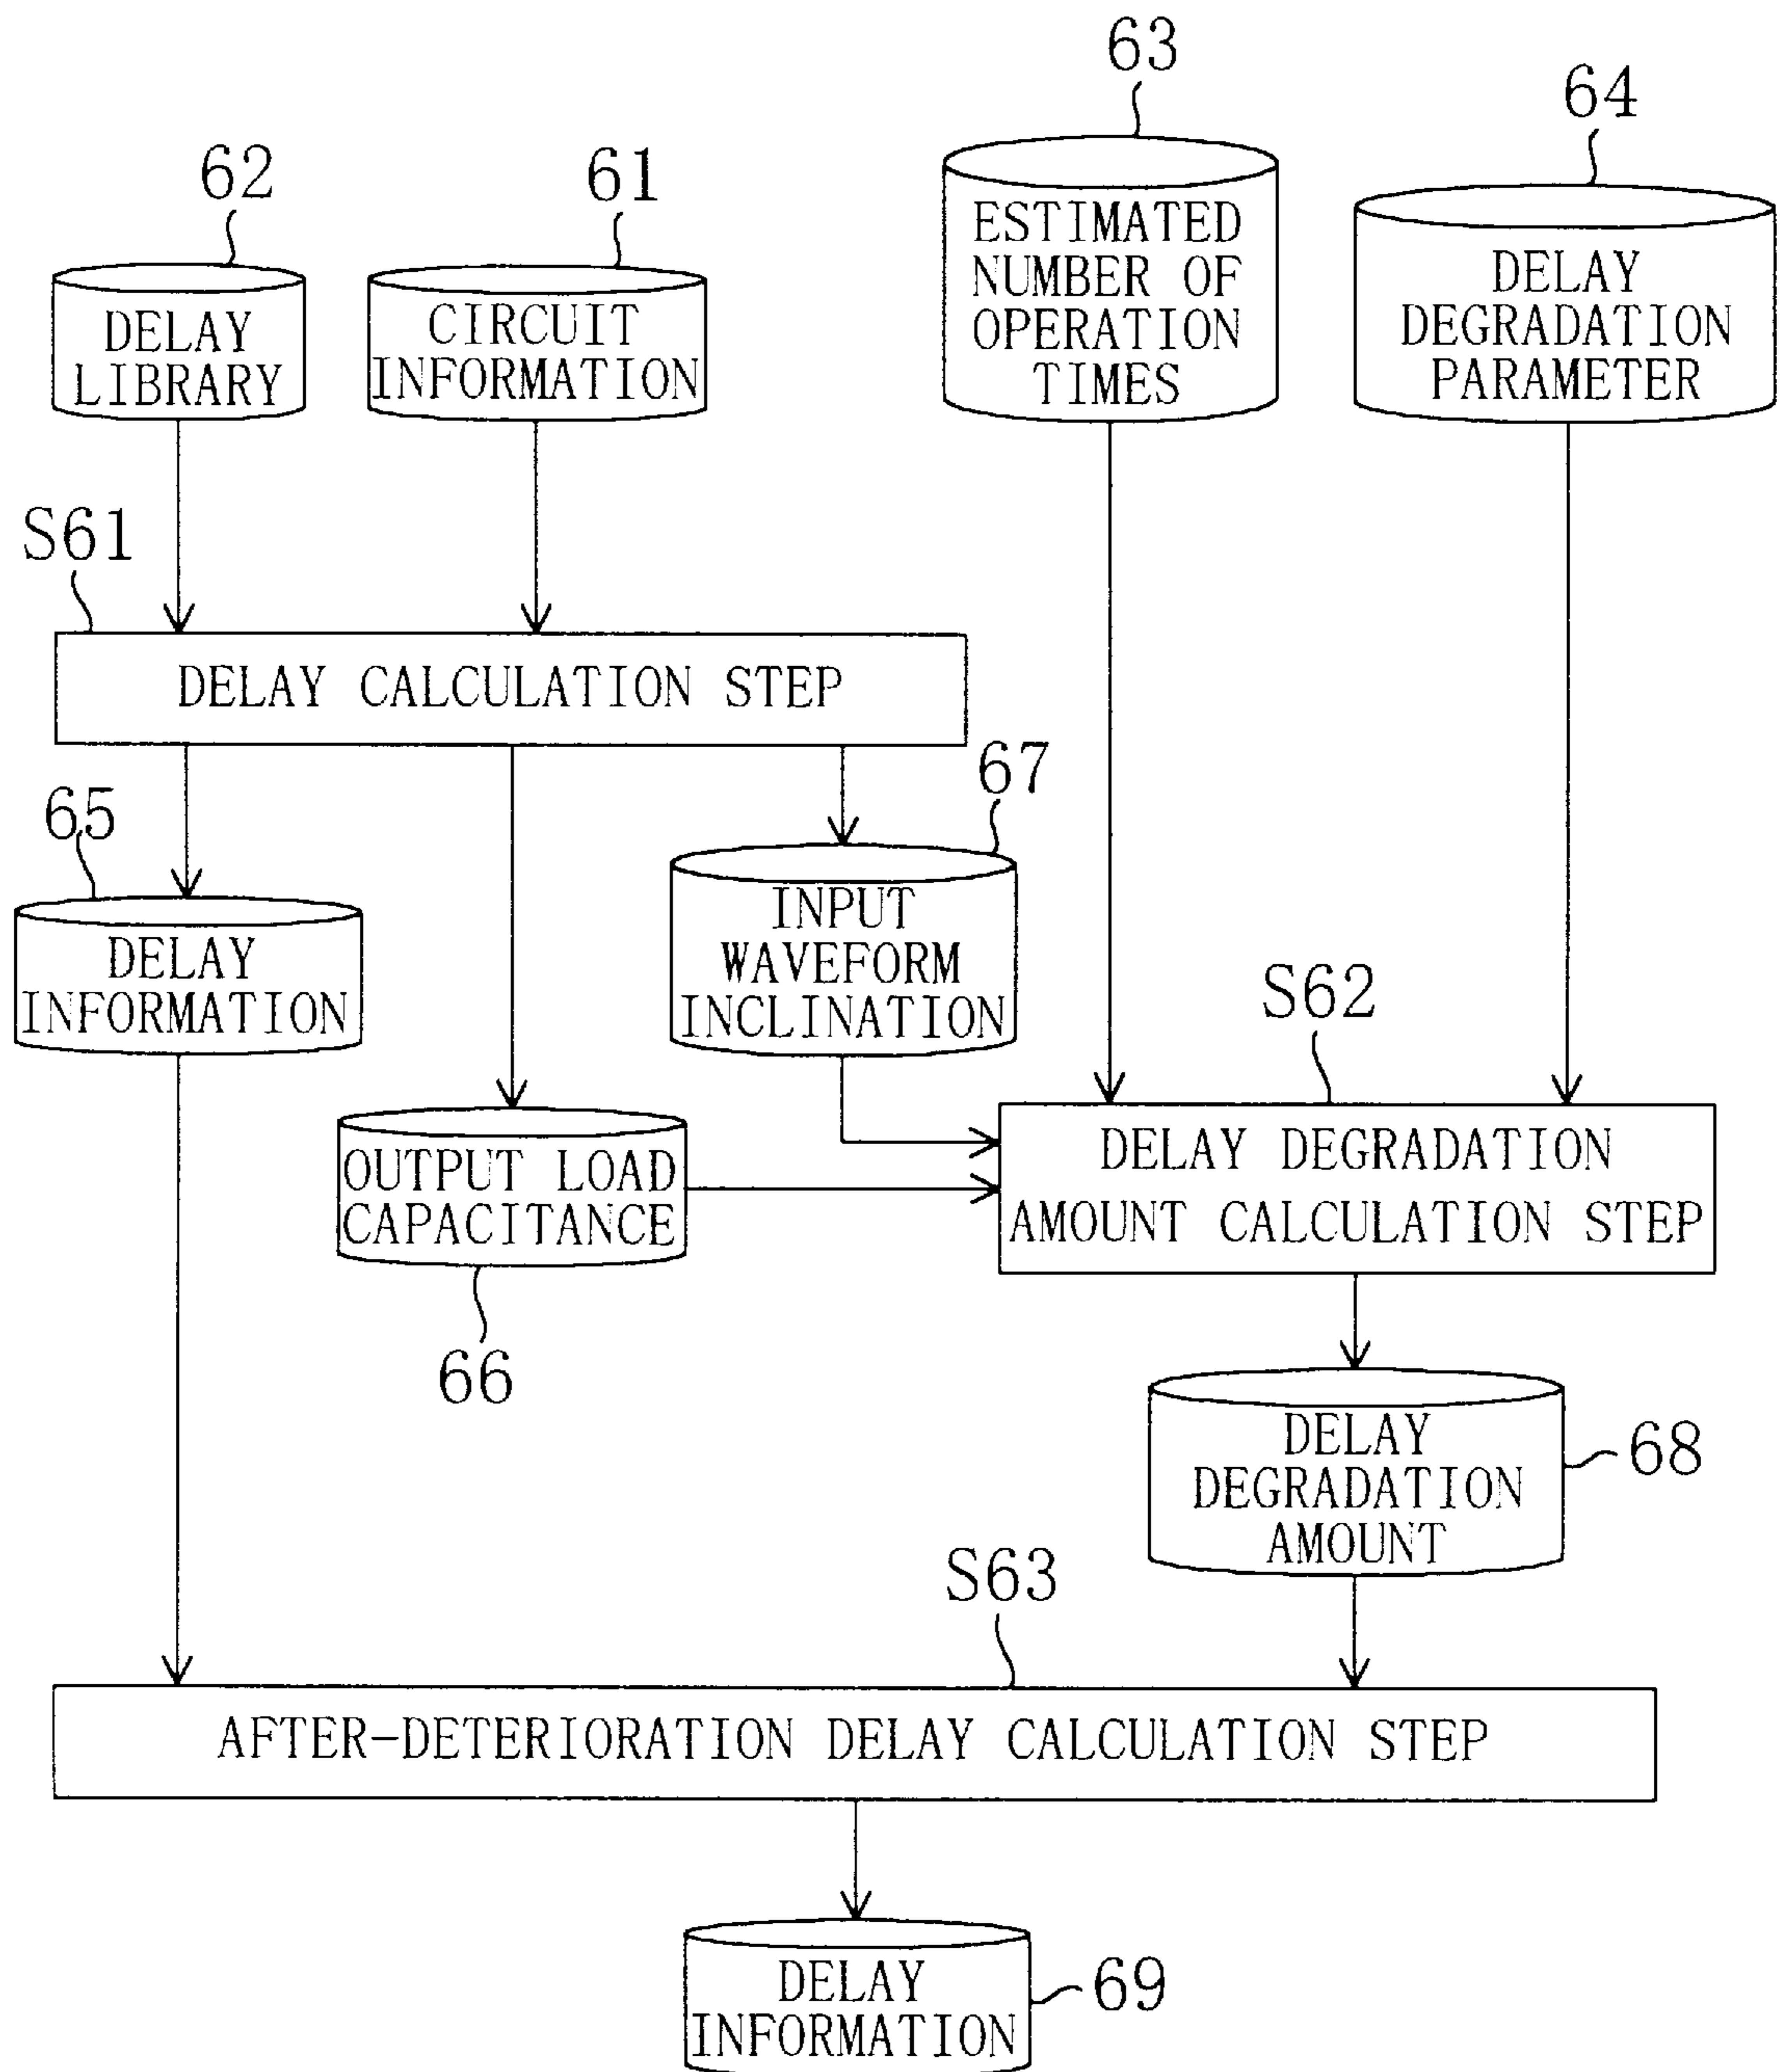 63
64
62
61
ESTIMATED
NUMBER OF
OPERATION
TIMES
DELAY
DEGRADATION
PARAMETER
DELAY
LIBRARY
CIRCUIT
INFORMATION
S61
DELAY CALCULATION STEP
67
65
INPUT
WAVEFORM
INCLINATION
DELAY
INFORMATION
S62
DELAY DEGRADATION
AMOUNT CALCULATION STEP
OUTPUT LOAD
CAPACITANCE
66
DELAY
DEGRADATION
AMOUNT
68
S63
AFTER-DETERIORATION DELAY CALCULATION STEP
DELAY
INFORMATION
69